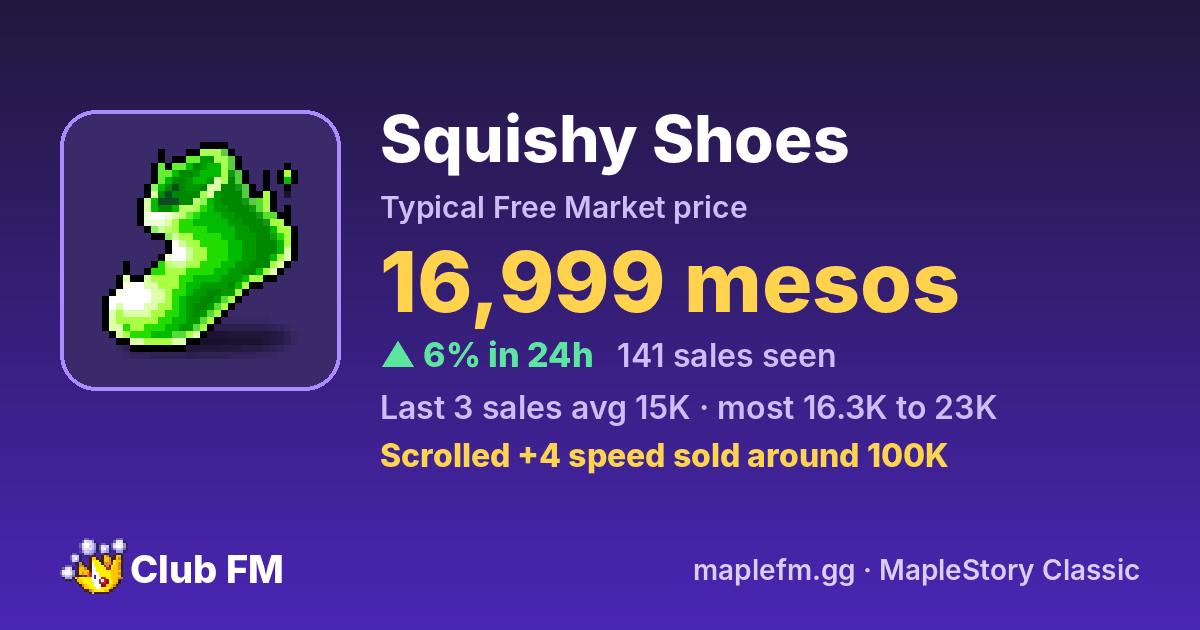 Squishy Shoes
Typical Free Market price
16,999 mesos
▲ 6% in 24h 141 sales seen
Last 3 sales avg 15K · most 16.3K to 23K
Scrolled +4 speed sold around 100K
Club FM
maplefm.gg · MapleStory Classic